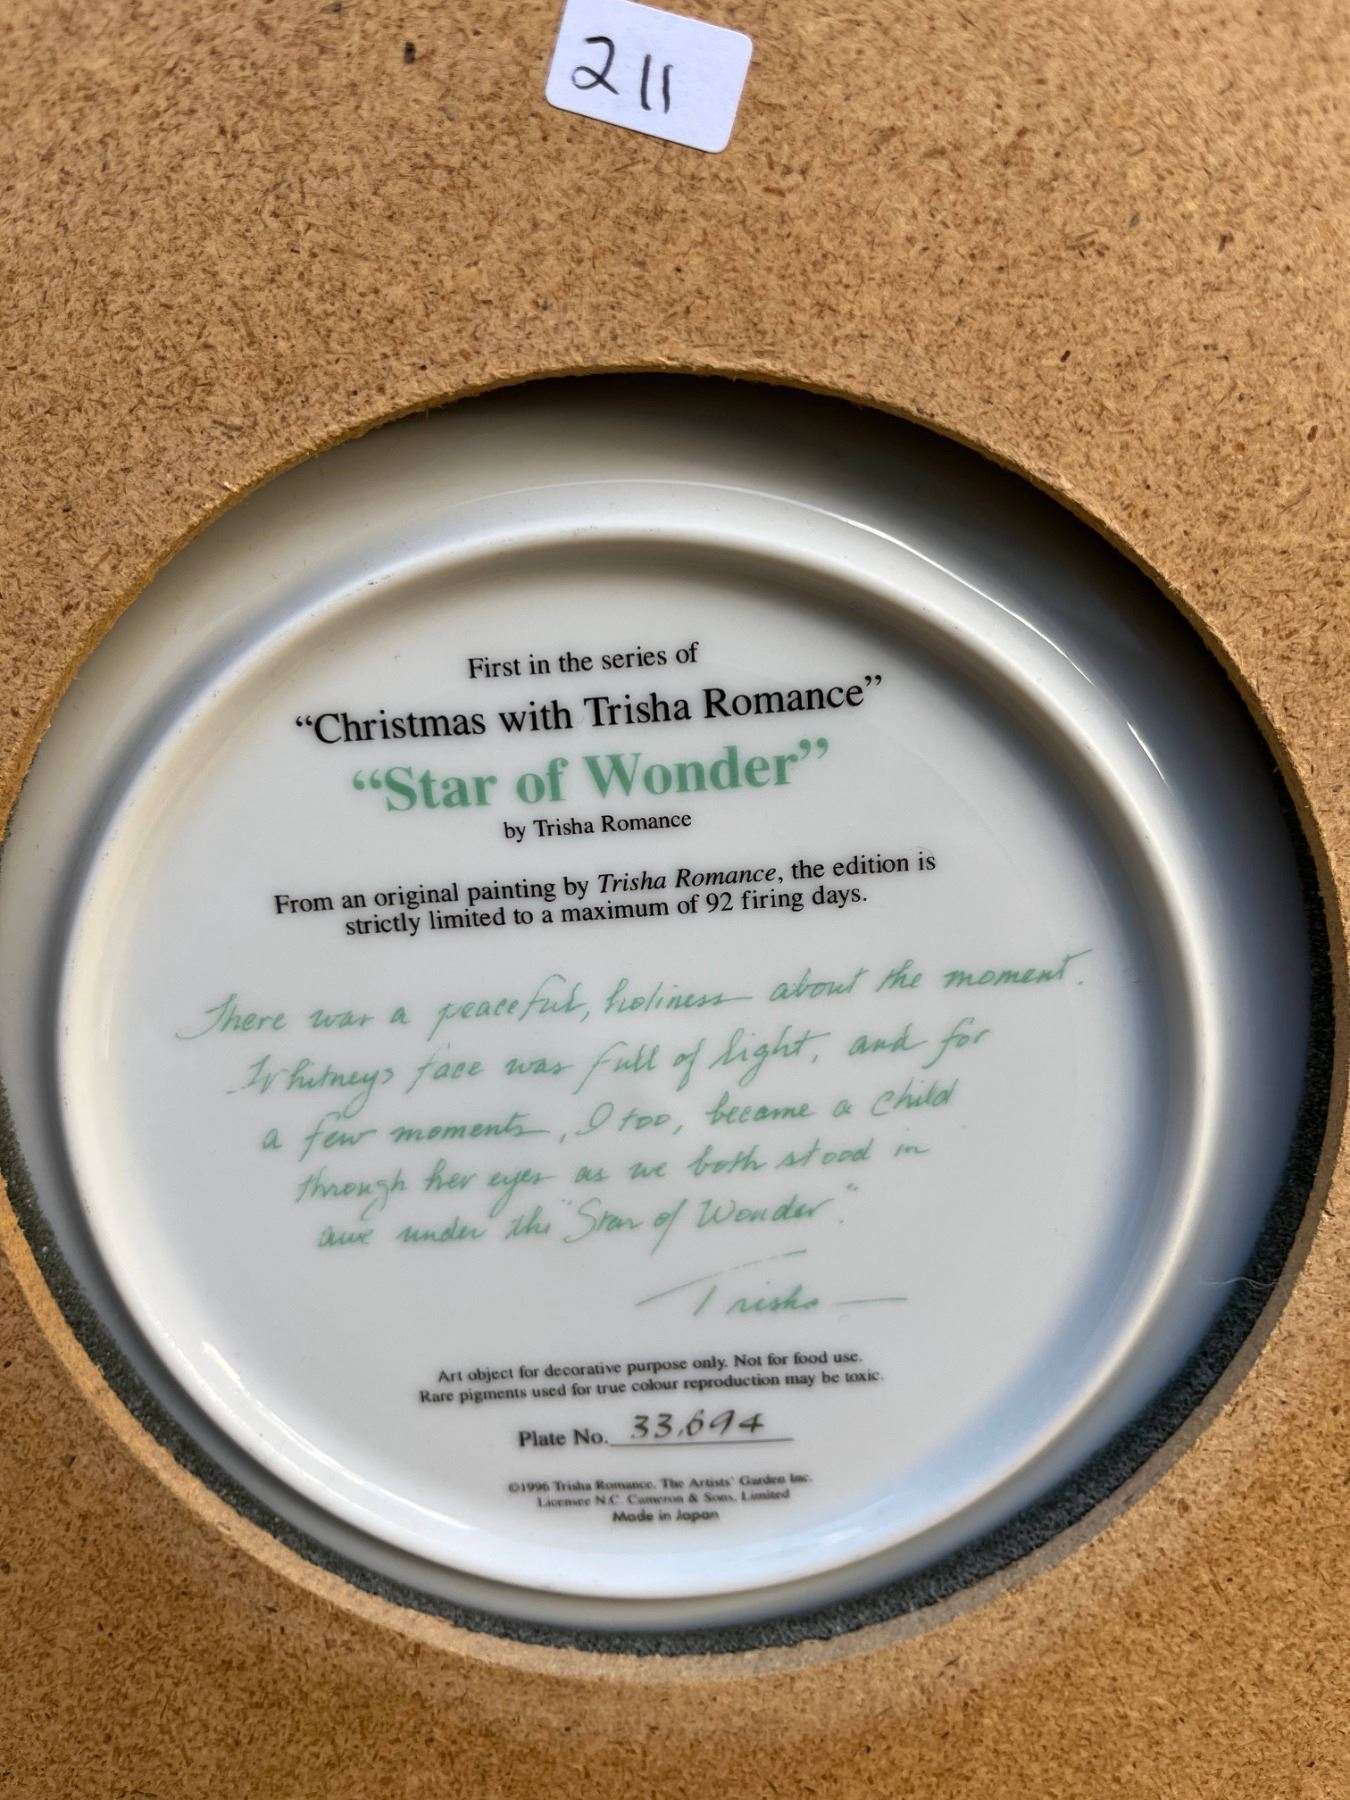 211
First in the series of
“Christmas with Trisha Romance”
“Star of Wonder”
by Trisha Romance
From an original painting by Trisha Romance, the edition is
strictly limited to a maximum of 92 firing days.
There was a peaceful, holiness about the moment.
Whitneys face was full of light, and for
a few moments, I too, became a child
through her eyes as we both stood in
awe under the "Star of Wonder".
Trisha
Art object for decorative purpose only. Not for food use.
Rare pigments used for true colour reproduction may be toxic.
Plate No. 33,694
©1996 Trisha Romance. The Artists' Garden Inc.
Licensee N.C. Cameron & Sons, Limited
Made in Japan